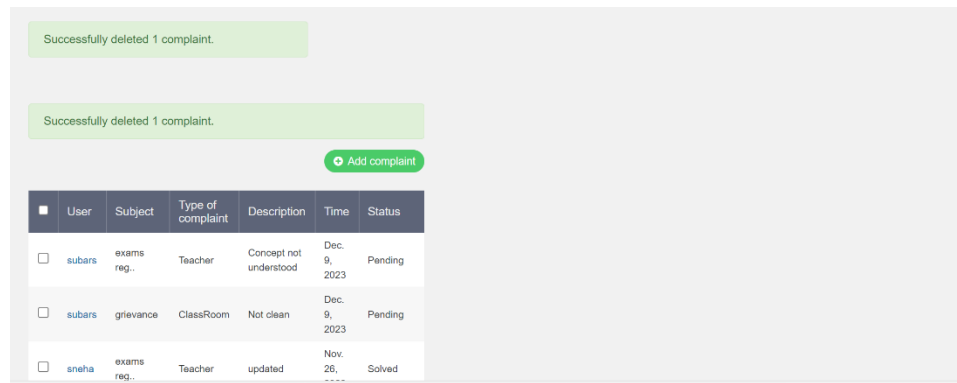 Successfully deleted 1 complaint.
Successfully deleted 1 complaint.
Add complaint
User Subject Type of complaint Description Time Status
subars exams reg.. Teacher Concept not understood Dec. 9, 2023 Pending
subars grievance ClassRoom Not clean Dec. 9, 2023 Pending
sneha exams reg.. Teacher updated Nov. 26, Solved